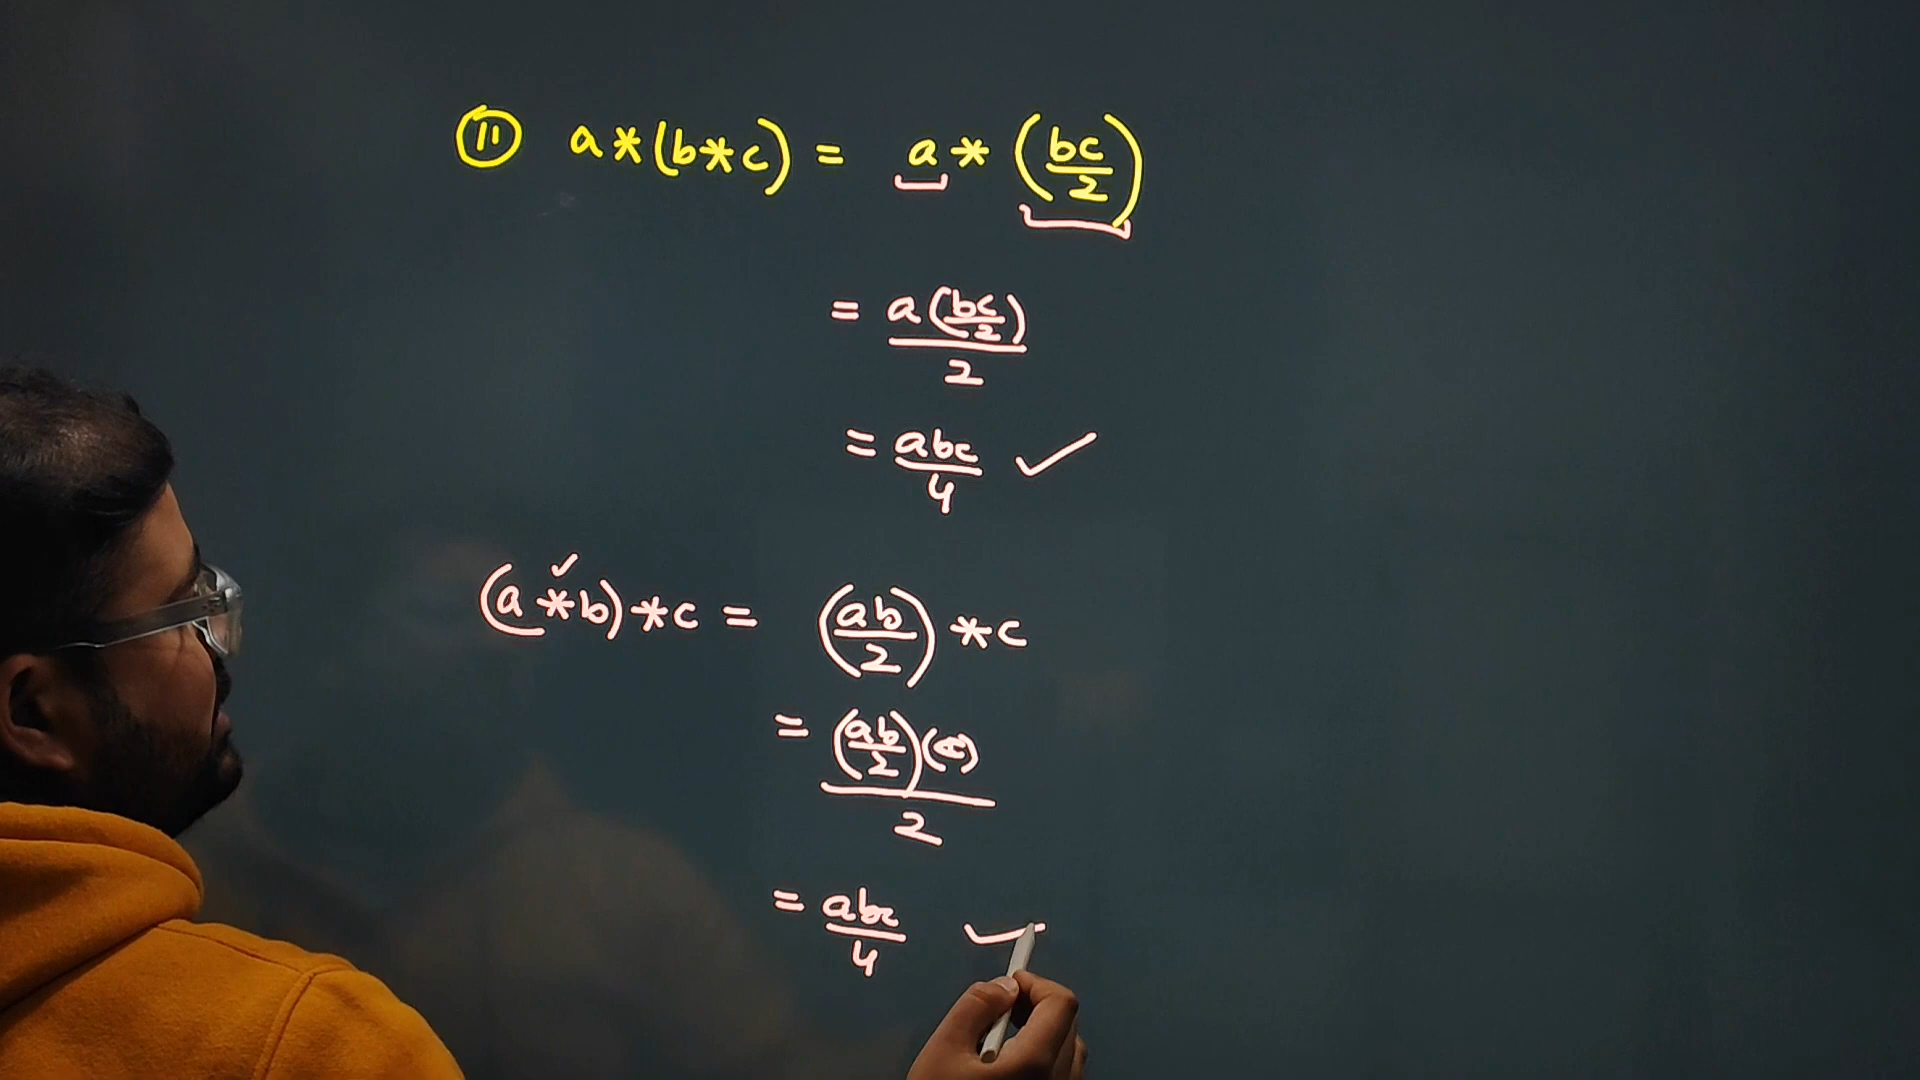 (11) a*(b*c) = a * (bc/2)
= a(bc/2)/2
= abc/4 ✓
(a*b)*c = (ab/2) *c
= (ab/2)(c)/2
= abc/4 ✓